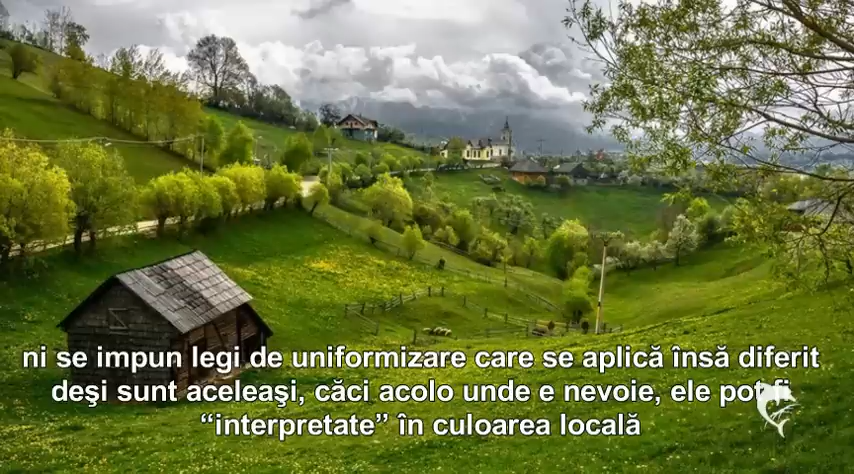 ni se impun legi de uniformizare care se aplică însă diferit
deşi sunt aceleaşi, căci acolo unde e nevoie, ele pot fi
“interpretate” în culoarea locală